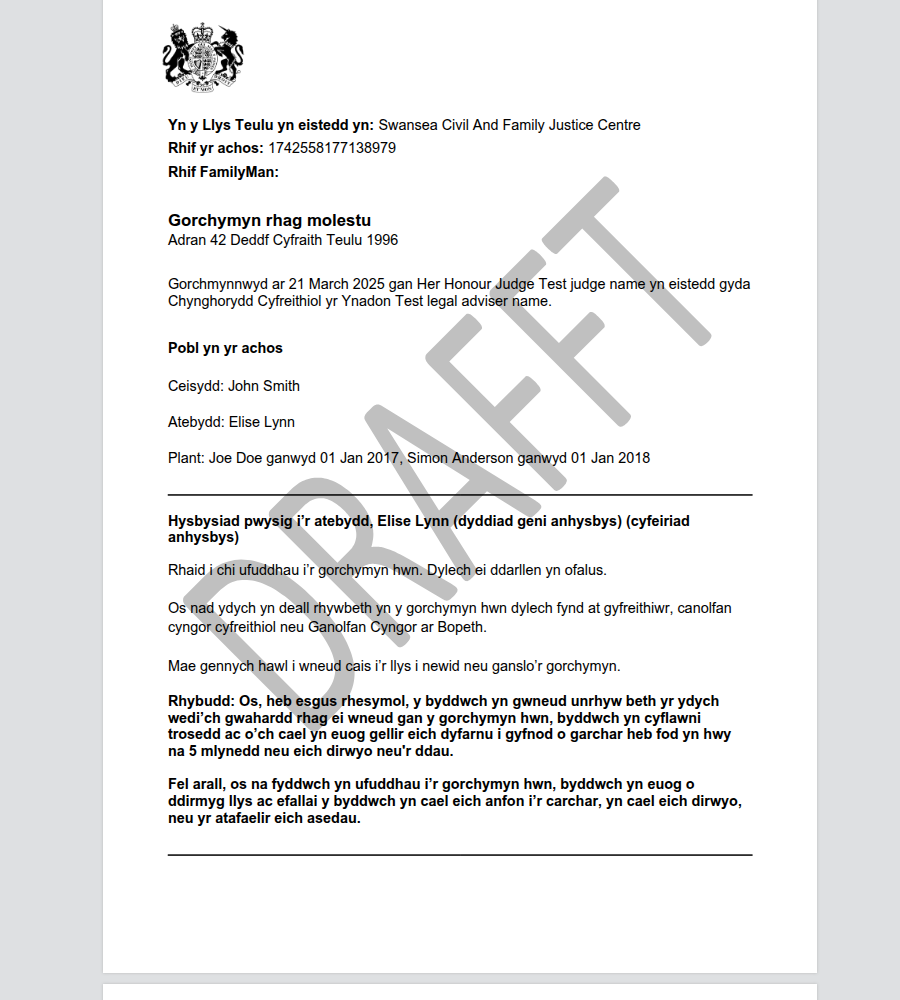 Yn y Llys Teulu yn eistedd yn: Swansea Civil And Family Justice Centre
Rhif yr achos: 1742558177138979
Rhif FamilyMan:
Gorchymyn rhag molestu
Adran 42 Deddf Cyfraith Teulu 1996
Gorchmynnwyd ar 21 March 2025 gan Her Honour Judge Test judge name yn eistedd gyda
Chynghorydd Cyfreithiol yr Ynadon Test legal adviser name.
Pobl yn yr achos
Ceisydd: John Smith
Atebydd: Elise Lynn
Plant: Joe Doe ganwyd 01 Jan 2017, Simon Anderson ganwyd 01 Jan 2018
Hysbysiad pwysig i’r atebydd, Elise Lynn (dyddiad geni anhysbys) (cyfeiriad
anhysbys)
Rhaid i chi ufuddhau i’r gorchymyn hwn. Dylech ei ddarllen yn ofalus.
Os nad ydych yn deall rhywbeth yn y gorchymyn hwn dylech fynd at gyfreithiwr, canolfan
cyngor cyfreithiol neu Ganolfan Cyngor ar Bopeth.
Mae gennych hawl i wneud cais i’r llys i newid neu ganslo’r gorchymyn.
Rhybudd: Os, heb esgus rhesymol, y byddwch yn gwneud unrhyw beth yr ydych
wedi’ch gwahardd rhag ei wneud gan y gorchymyn hwn, byddwch yn cyflawni
trosedd ac o’ch cael yn euog gellir eich dyfarnu i gyfnod o garchar heb fod yn hwy
na 5 mlynedd neu eich dirwyo neu'r ddau.
Fel arall, os na fyddwch yn ufuddhau i’r gorchymyn hwn, byddwch yn euog o
ddirmyg llys ac efallai y byddwch yn cael eich anfon i’r carchar, yn cael eich dirwyo,
neu yr atafaelir eich asedau.
DRAFFT